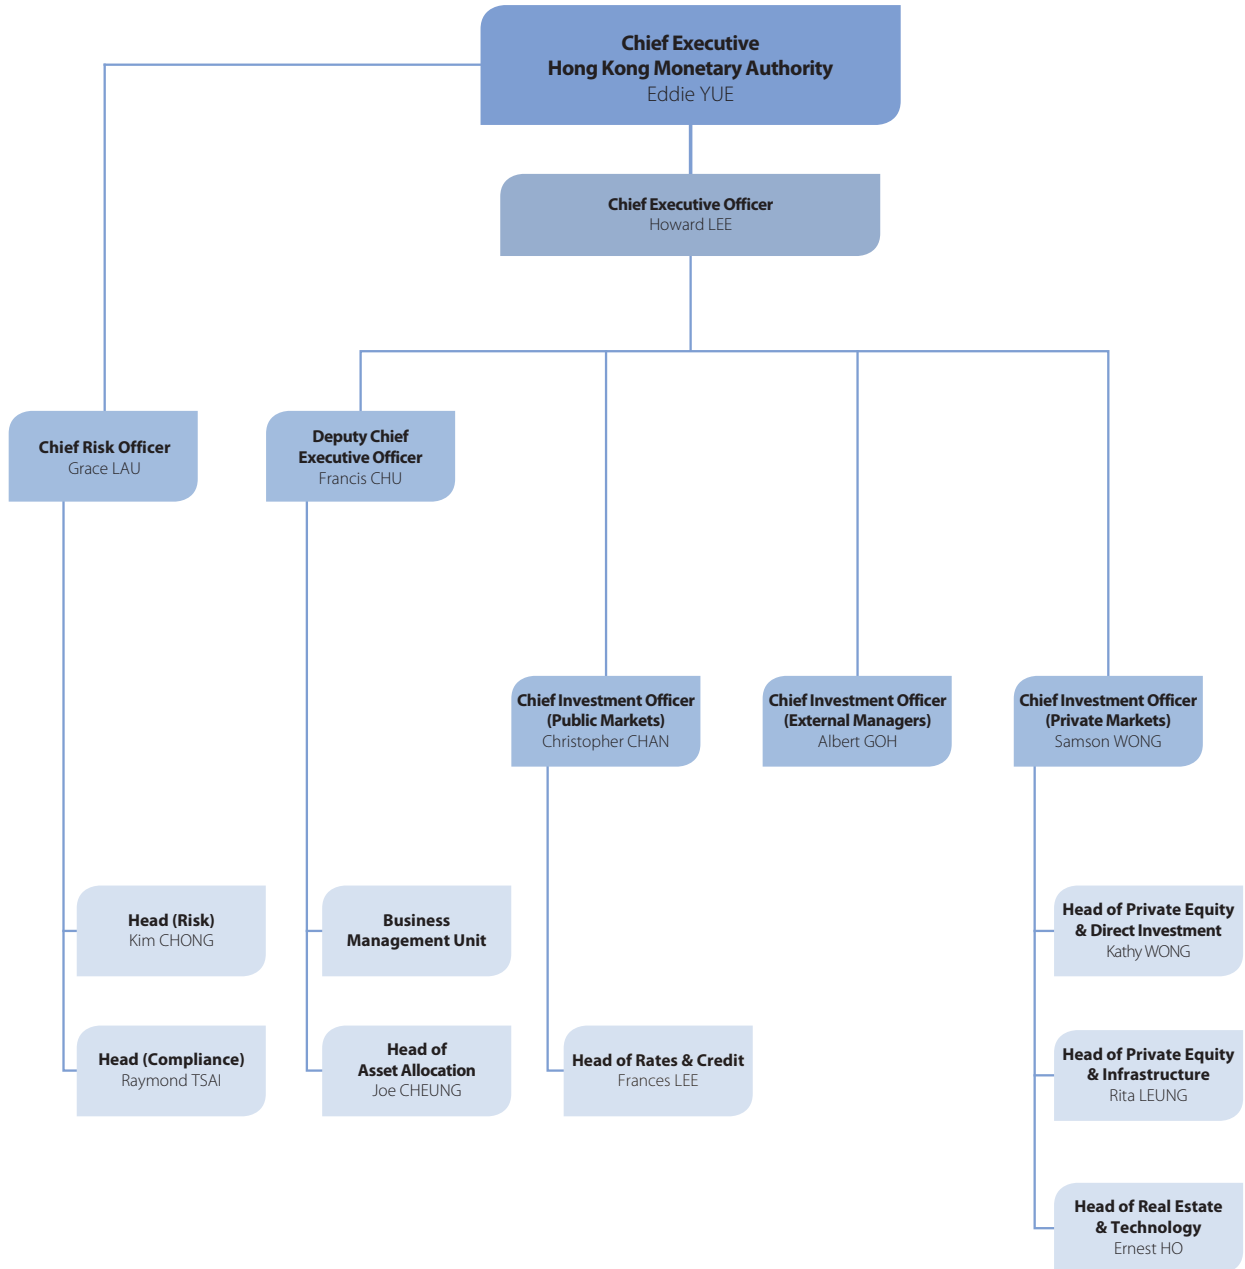 Chief Executive
Hong Kong Monetary Authority
Eddie YUE
Chief Executive Officer
Howard LEE
Chief Risk Officer
Grace LAU
Deputy Chief
Executive Officer
Francis CHU
Chief Investment Officer
(Public Markets)
Christopher CHAN
Chief Investment Officer
(External Managers)
Albert GOH
Chief Investment Officer
(Private Markets)
Samson WONG
Head (Risk)
Kim CHONG
Business
Management Unit
Head of Private Equity
& Direct Investment
Kathy WONG
Head (Compliance)
Raymond TSAI
Head of
Asset Allocation
Joe CHEUNG
Head of Rates & Credit
Frances LEE
Head of Private Equity
& Infrastructure
Rita LEUNG
Head of Real Estate
& Technology
Ernest HO